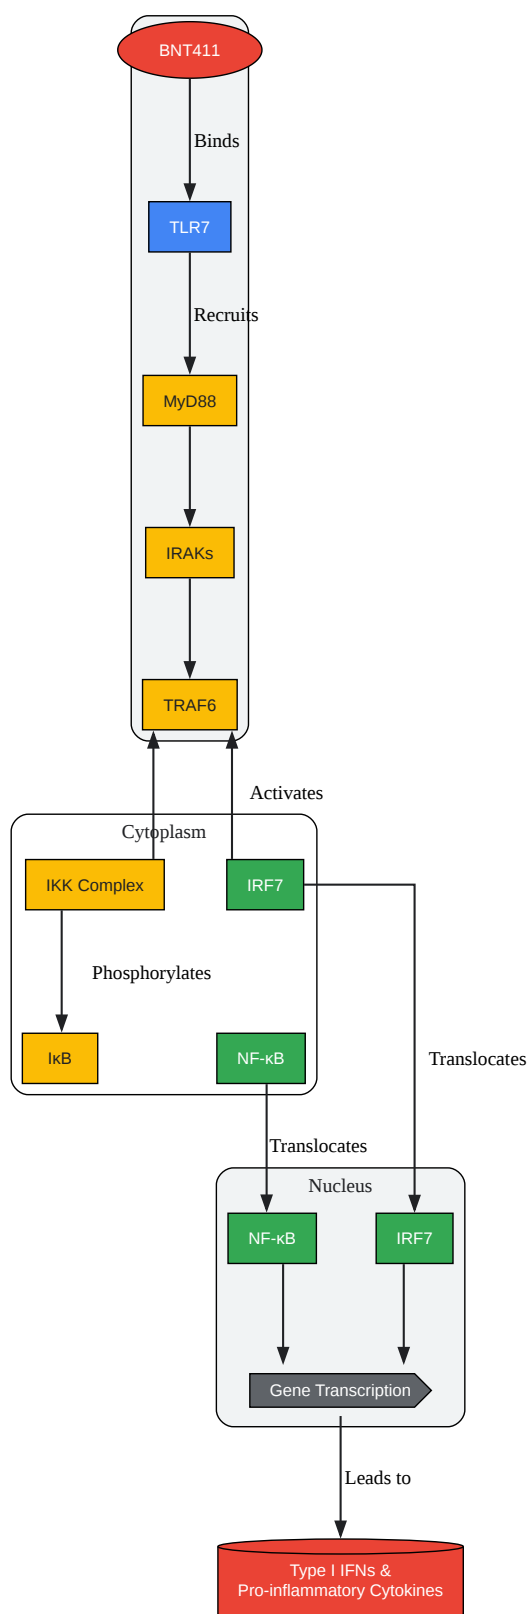 BNT411
Binds
TLR7
Recruits
MyD88
IRAKs
TRAF6
Activates
Cytoplasm
IKK Complex
IRF7
Phosphorylates
IκB
NF-κB
Translocates
Translocates
Nucleus
NF-κB
IRF7
Gene Transcription
Leads to
Type I IFNs &
Pro-inflammatory Cytokines